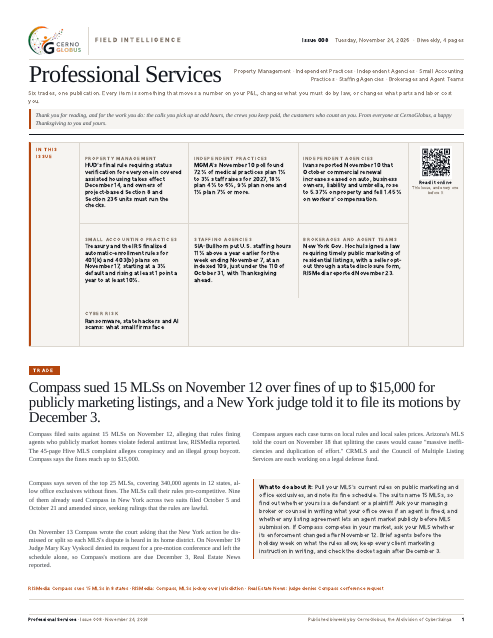 CERNO
GLOBUS
FIELD INTELLIGENCE
Issue 008 · Tuesday, November 24, 2026 · Biweekly, 4 pages
Professional Services
Property Management · Independent Practices · Independent Agencies · Small Accounting
Practices · Staffing Agencies · Brokerages and Agent Teams
Six trades, one publication. Every item is something that moves a number on your P&L, changes what you must do by law, or changes what parts and labor cost
you.
Thank you for reading, and for the work you do: the calls you pick up at odd hours, the crews you keep paid, the customers who count on you. From everyone at CernoGlobus, a happy
Thanksgiving to you and yours.
IN THIS
ISSUE
PROPERTY MANAGEMENT
HUD's final rule requiring status
verification for everyone in covered
assisted housing takes effect
December 14, and owners of
project-based Section 8 and
Section 236 units must run the
checks.
INDEPENDENT PRACTICES
MGMA's November 18 poll found
72% of medical practices plan 1%
to 3% staff raises for 2027, 18%
plan 4% to 6%, 9% plan none and
1% plan 7% or more.
INDEPENDENT AGENCIES
Ivans reported November 18 that
October commercial renewal
increases eased on auto, business
owners, liability and umbrella, rose
to 5.37% on property and fell 1.45%
on workers' compensation.
Read it online
This issue, and every one
before it
SMALL ACCOUNTING PRACTICES
Treasury and the IRS finalized
automatic-enrollment rules for
401(k) and 403(b) plans on
November 17, starting at a 3%
default and rising at least 1 point a
year to at least 10%.
STAFFING AGENCIES
SIA-Bullhorn put U.S. staffing hours
11% above a year earlier for the
week ending November 7, at an
indexed 109, just under the 110 of
October 31, with Thanksgiving
ahead.
BROKERAGES AND AGENT TEAMS
New York Gov. Hochul signed a law
requiring timely public marketing of
residential listings, with a seller opt-
out through a state disclosure form,
RISMedia reported November 23.
CYBER RISK
Ransomware, state hackers and AI
scams: what small firms face
TRADE
Compass sued 15 MLSs on November 12 over fines of up to $15,000 for
publicly marketing listings, and a New York judge told it to file its motions by
December 3.
Compass filed suits against 15 MLSs on November 12, alleging that rules fining
agents who publicly market homes violate federal antitrust law, RISMedia reported.
The 45-page Hive MLS complaint alleges conspiracy and an illegal group boycott.
Compass says the fines reach up to $15,000.
Compass says seven of the top 25 MLSs, covering 340,000 agents in 12 states, al-
low office exclusives without fines. The MLSs call their rules pro-competitive. Nine
of them already sued Compass in New York across two suits filed October 5 and
October 21 and amended since, seeking rulings that the rules are lawful.
On November 13 Compass wrote the court asking that the New York action be dis-
missed or split so each MLS's dispute is heard in its home district. On November 19
Judge Mary Kay Vyskocil denied its request for a pre-motion conference and left the
schedule alone, so Compass's motions are due December 3, Real Estate News
reported.
Compass argues each case turns on local rules and local sales prices. Arizona's MLS
told the court on November 18 that splitting the cases would cause "massive ineffi-
ciencies and duplication of effort." CRMLS and the Council of Multiple Listing
Services are each working on a legal defense fund.
What to do about it: Pull your MLS's current rules on public marketing and
office exclusives, and note its fine schedule. The suits name 15 MLSs, so
find out whether yours is a defendant or a plaintiff. Ask your managing
broker or counsel in writing what your office owes if an agent is fined, and
whether any listing agreement lets an agent market publicly before MLS
submission. If Compass competes in your market, ask your MLS whether
its enforcement changed after November 12. Brief agents before the
holiday week on what the rules allow, keep every client marketing
instruction in writing, and check the docket again after December 3.
RISMedia: Compass sues 15 MLSs in 9 states · RISMedia: Compass, MLSs jockey over jurisdiction · Real Estate News: Judge denies Compass conference request
Professional Services · Issue 008 · November 24, 2026
Published biweekly by CernoGlobus, the AI division of CyberSainya
1